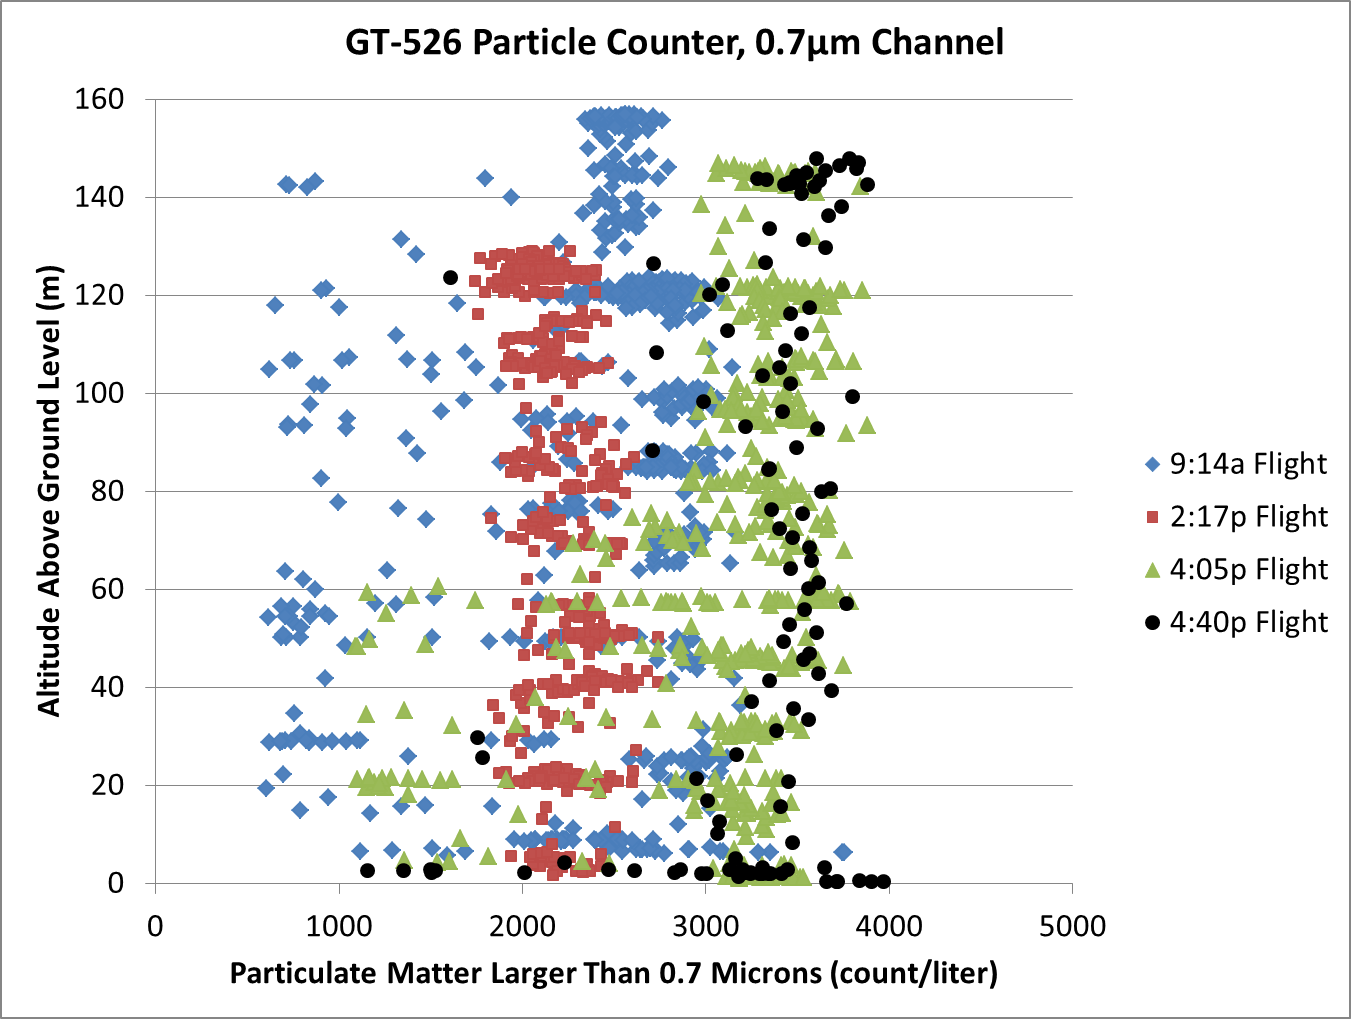 GT-526 Particle Counter, 0.7µm Channel
160
140
120
100
80
60
40
20
0
Altitude Above Ground Level (m)
0 1000 2000 3000 4000 5000
Particulate Matter Larger Than 0.7 Microns (count/liter)
9:14a Flight
2:17p Flight
4:05p Flight
4:40p Flight